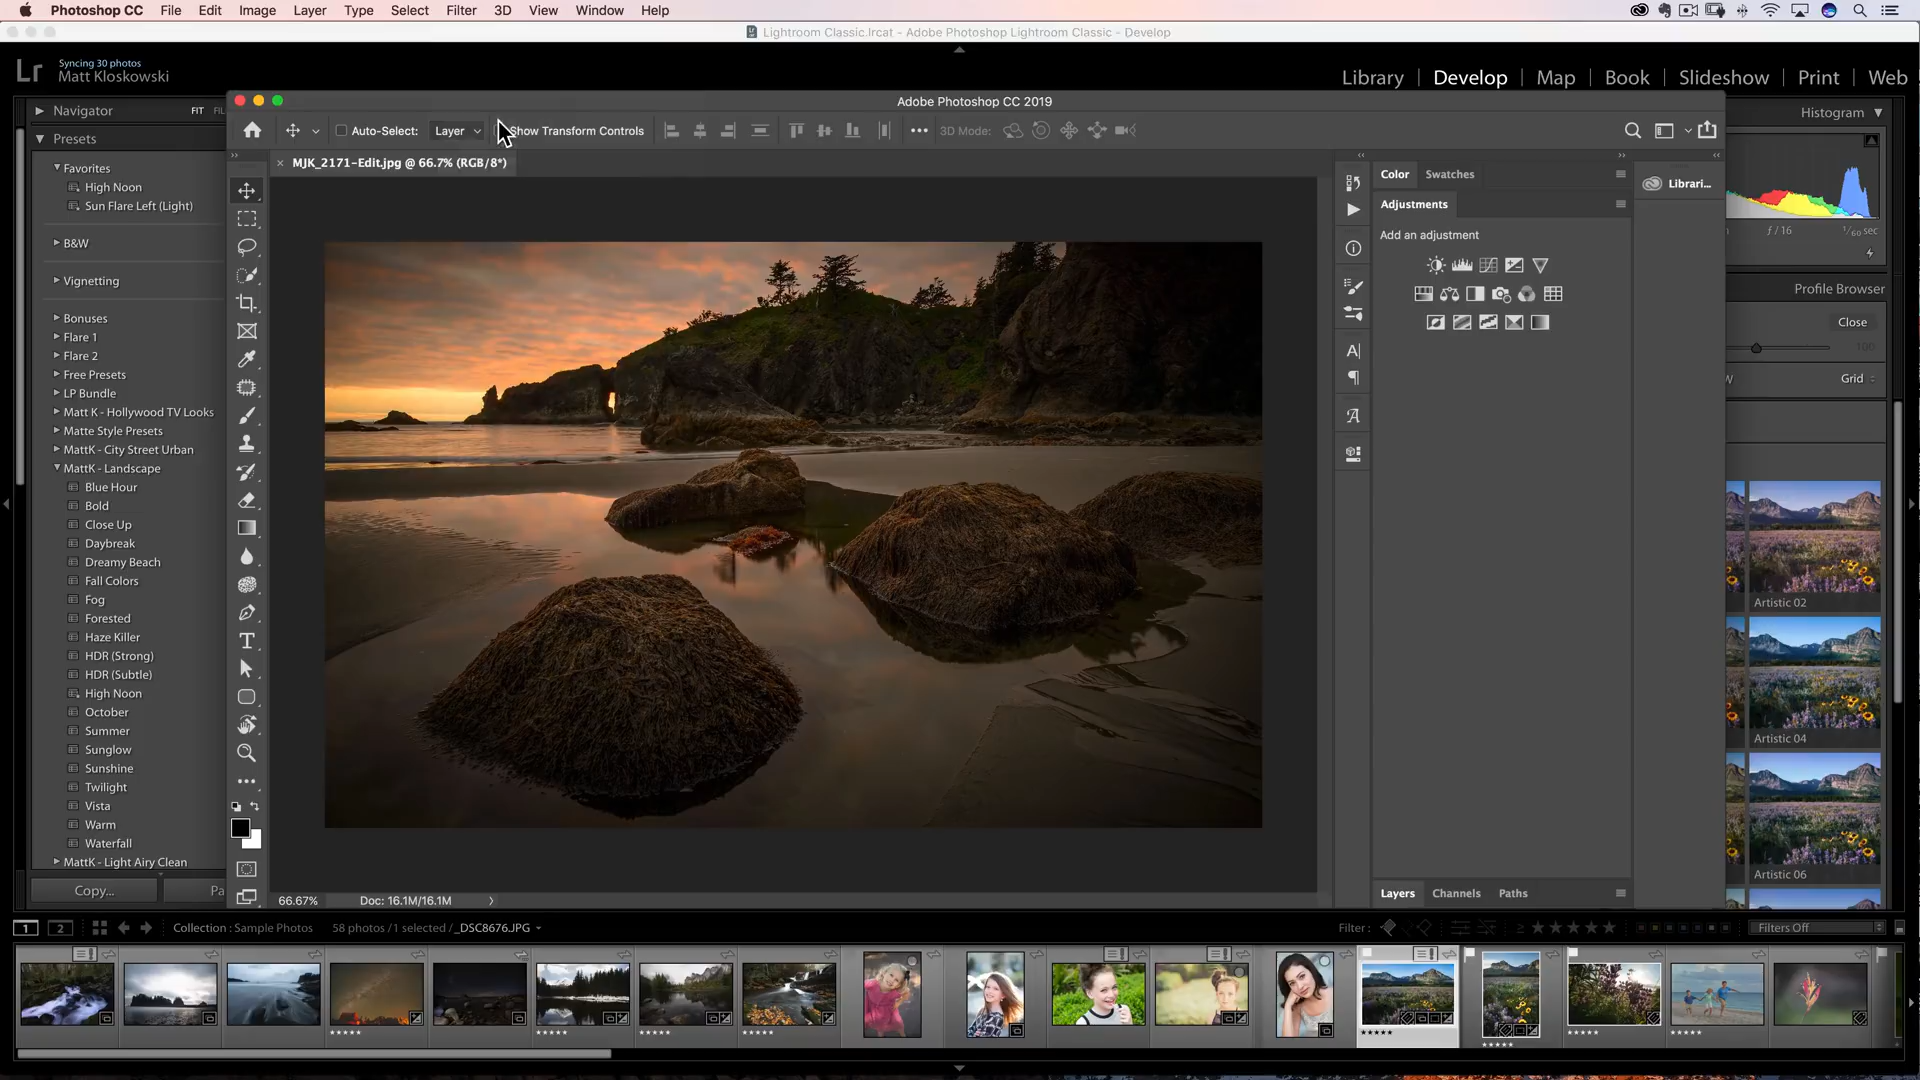 Photoshop CC File Edit Image Layer Type Select Filter 3D View Window Help
Lightroom Classic.lrcat - Adobe Photoshop Lightroom Classic - Develop
Lr
Syncing 30 photos
Matt Kloskowski
Library Develop Map Book Slideshow Print Web
Navigator FIT
Adobe Photoshop CC 2019
Histogram
Presets
Auto-Select: Layer Show Transform Controls 3D Mode:
MJK_2171-Edit.jpg @ 66.7% (RGB/8*)
Favorites
High Noon
Sun Flare Left (Light)
B&W
Vignetting
Bonuses
Flare 1
Flare 2
Free Presets
LP Bundle
Matt K - Hollywood TV Looks
Matte Style Presets
MattK - City Street Urban
MattK - Landscape
Blue Hour
Bold
Close Up
Daybreak
Dreamy Beach
Fall Colors
Fog
Forested
Haze Killer
HDR (Strong)
HDR (Subtle)
High Noon
October
Summer
Sunglow
Sunshine
Twilight
Vista
Warm
Waterfall
MattK - Light Airy Clean
Copy...
Color Swatches
Adjustments
Add an adjustment
Librari...
ƒ / 16 1/60 sec
Profile Browser
Close
100
Grid
Artistic 02
Artistic 04
Artistic 06
66.67% Doc: 16.1M/16.1M
Layers Channels Paths
1 2 Collection : Sample Photos 58 photos / 1 selected / _DSC8676.JPG
Filter : Filters Off